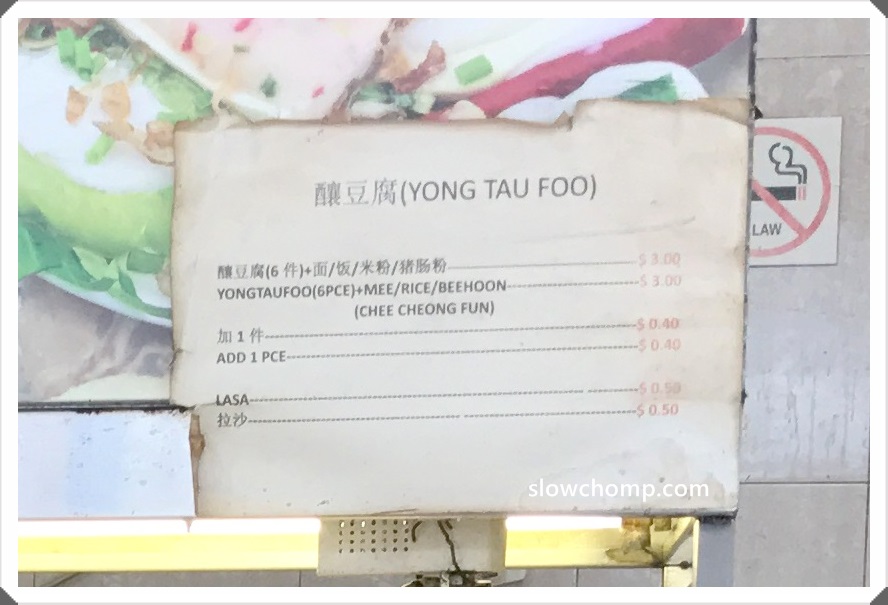 釀豆腐(YONG TAU FOO)
釀豆腐(6 件)+面/饭/米粉/猪肠粉--------$ 3.00
YONGTAUFOO(6PCE)+MEE/RICE/BEEHOON--------$ 3.00
(CHEE CHEONG FUN)
加 1 件--------$ 0.40
ADD 1 PCE--------$ 0.40
LASA--------$ 0.50
拉沙--------$ 0.50
LAW
slowchomp.com